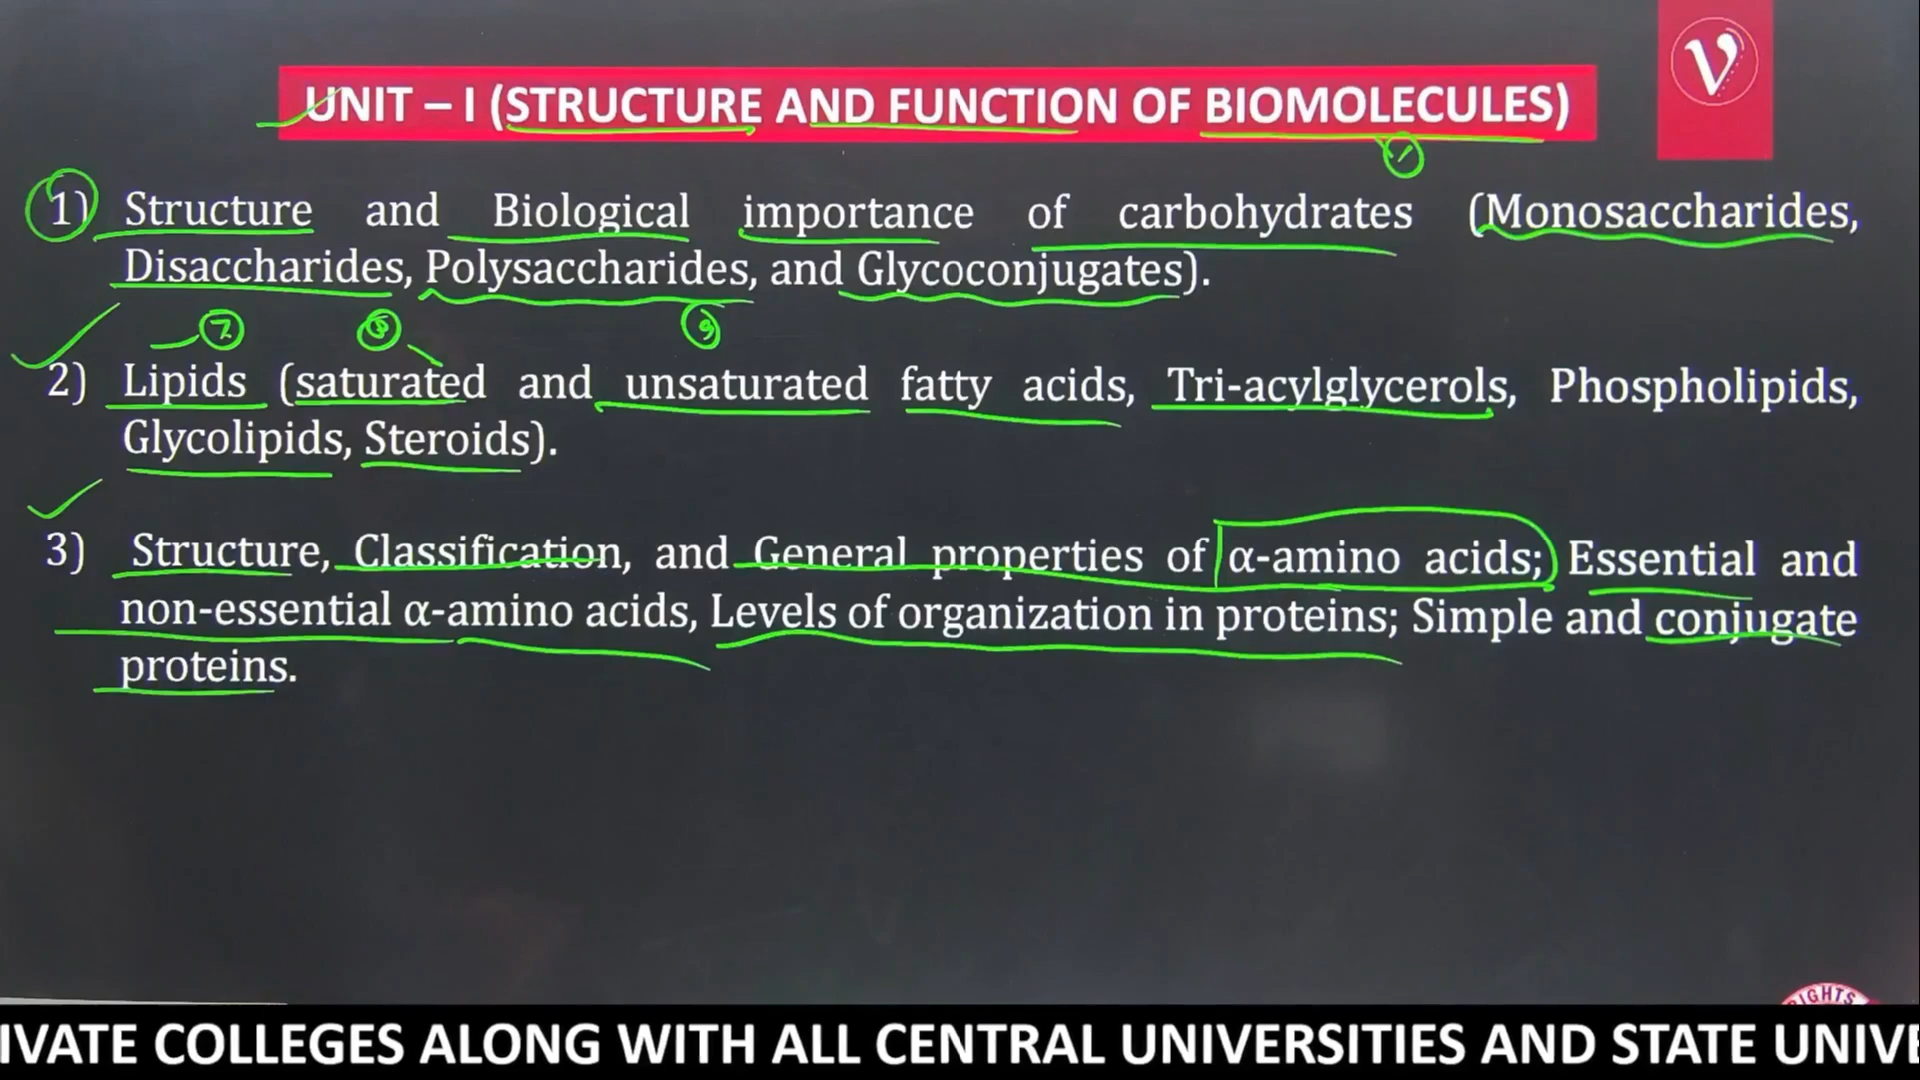 UNIT – I (STRUCTURE AND FUNCTION OF BIOMOLECULES)
V
1
1) Structure and Biological importance of carbohydrates (Monosaccharides,
Disaccharides, Polysaccharides, and Glycoconjugates).
2) Lipids (saturated and unsaturated fatty acids, Tri-acylglycerols, Phospholipids,
Glycolipids, Steroids).
3) Structure, Classification, and General properties of α-amino acids; Essential and
non-essential α-amino acids, Levels of organization in proteins; Simple and conjugate
proteins.
IGHTS
IVATE COLLEGES ALONG WITH ALL CENTRAL UNIVERSITIES AND STATE UNIVE